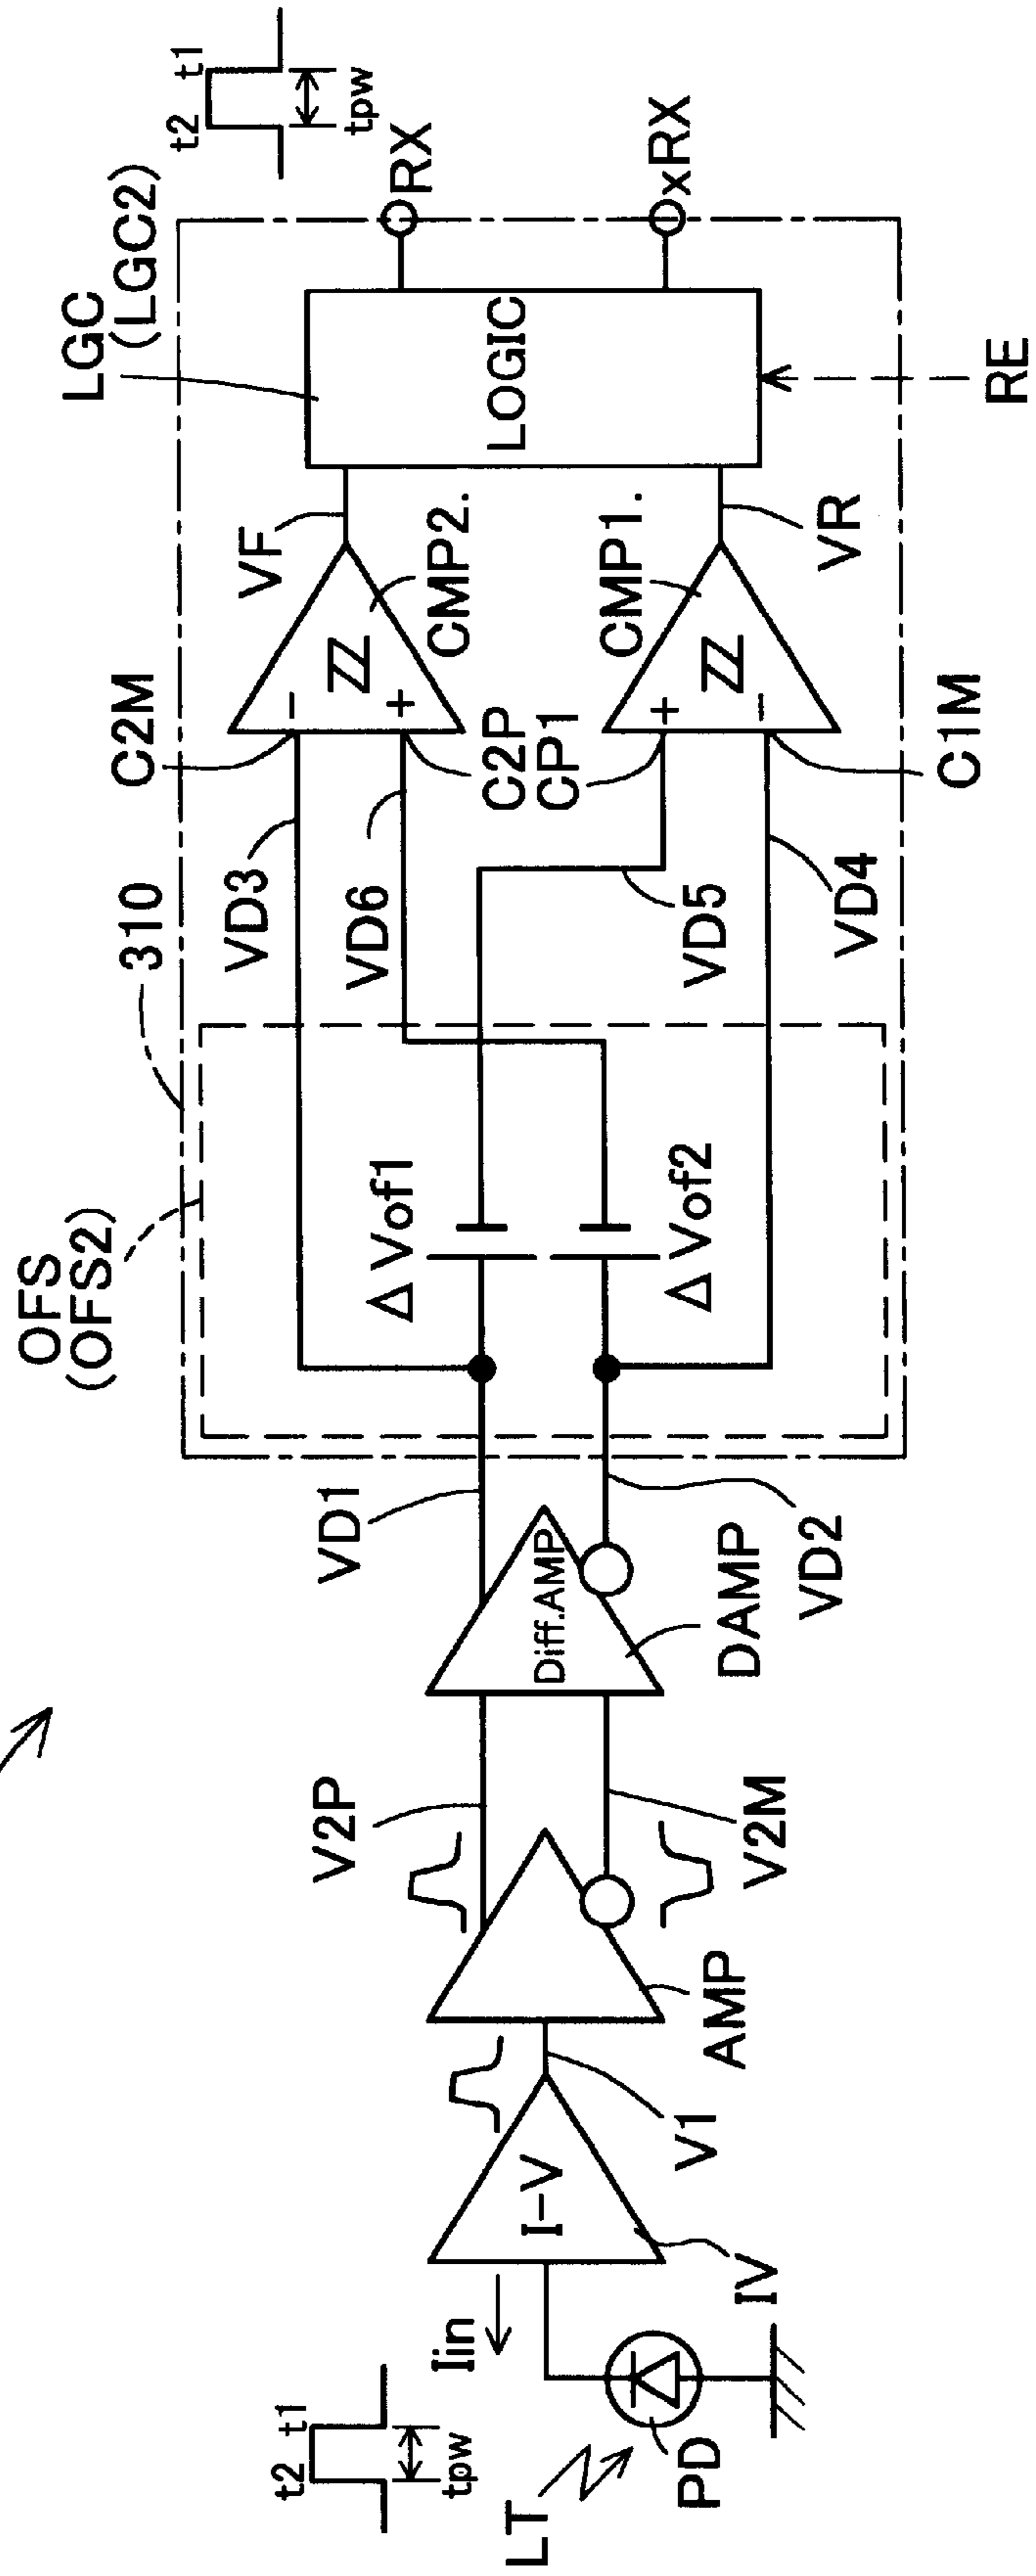 t2 t1
tpw
LT
PD
Iin
I-V
IV
V1
AMP
V2P
V2M
Diff.AMP
DAMP
VD1
VD2
OFS
(OFS2)
310
Δ Vof1
Δ Vof2
VD3
VD6
VD5
VD4
C2M
C2P
CP1
C1M
−
+
CMP2.
+
−
CMP1.
VF
VR
LGC
(LGC2)
LOGIC
RE
RX
xRX
t2 t1
tpw